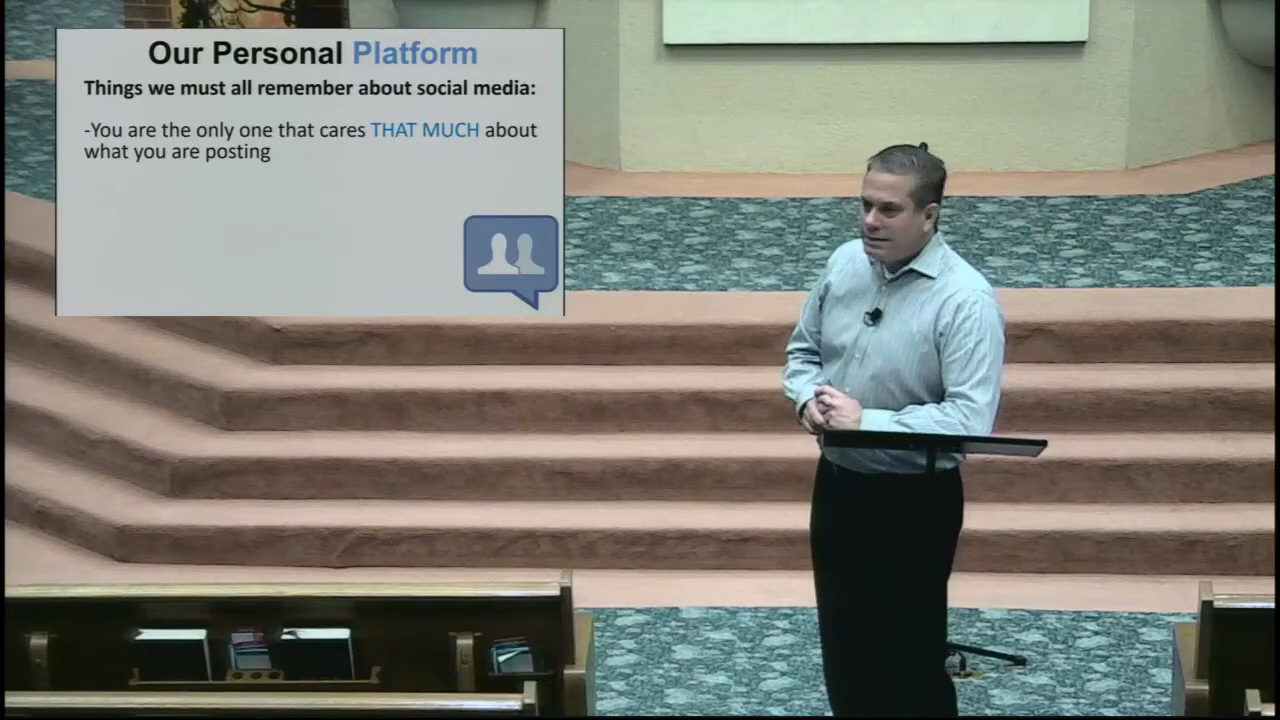 Our Personal Platform
Things we must all remember about social media:
-You are the only one that cares THAT MUCH about
what you are posting